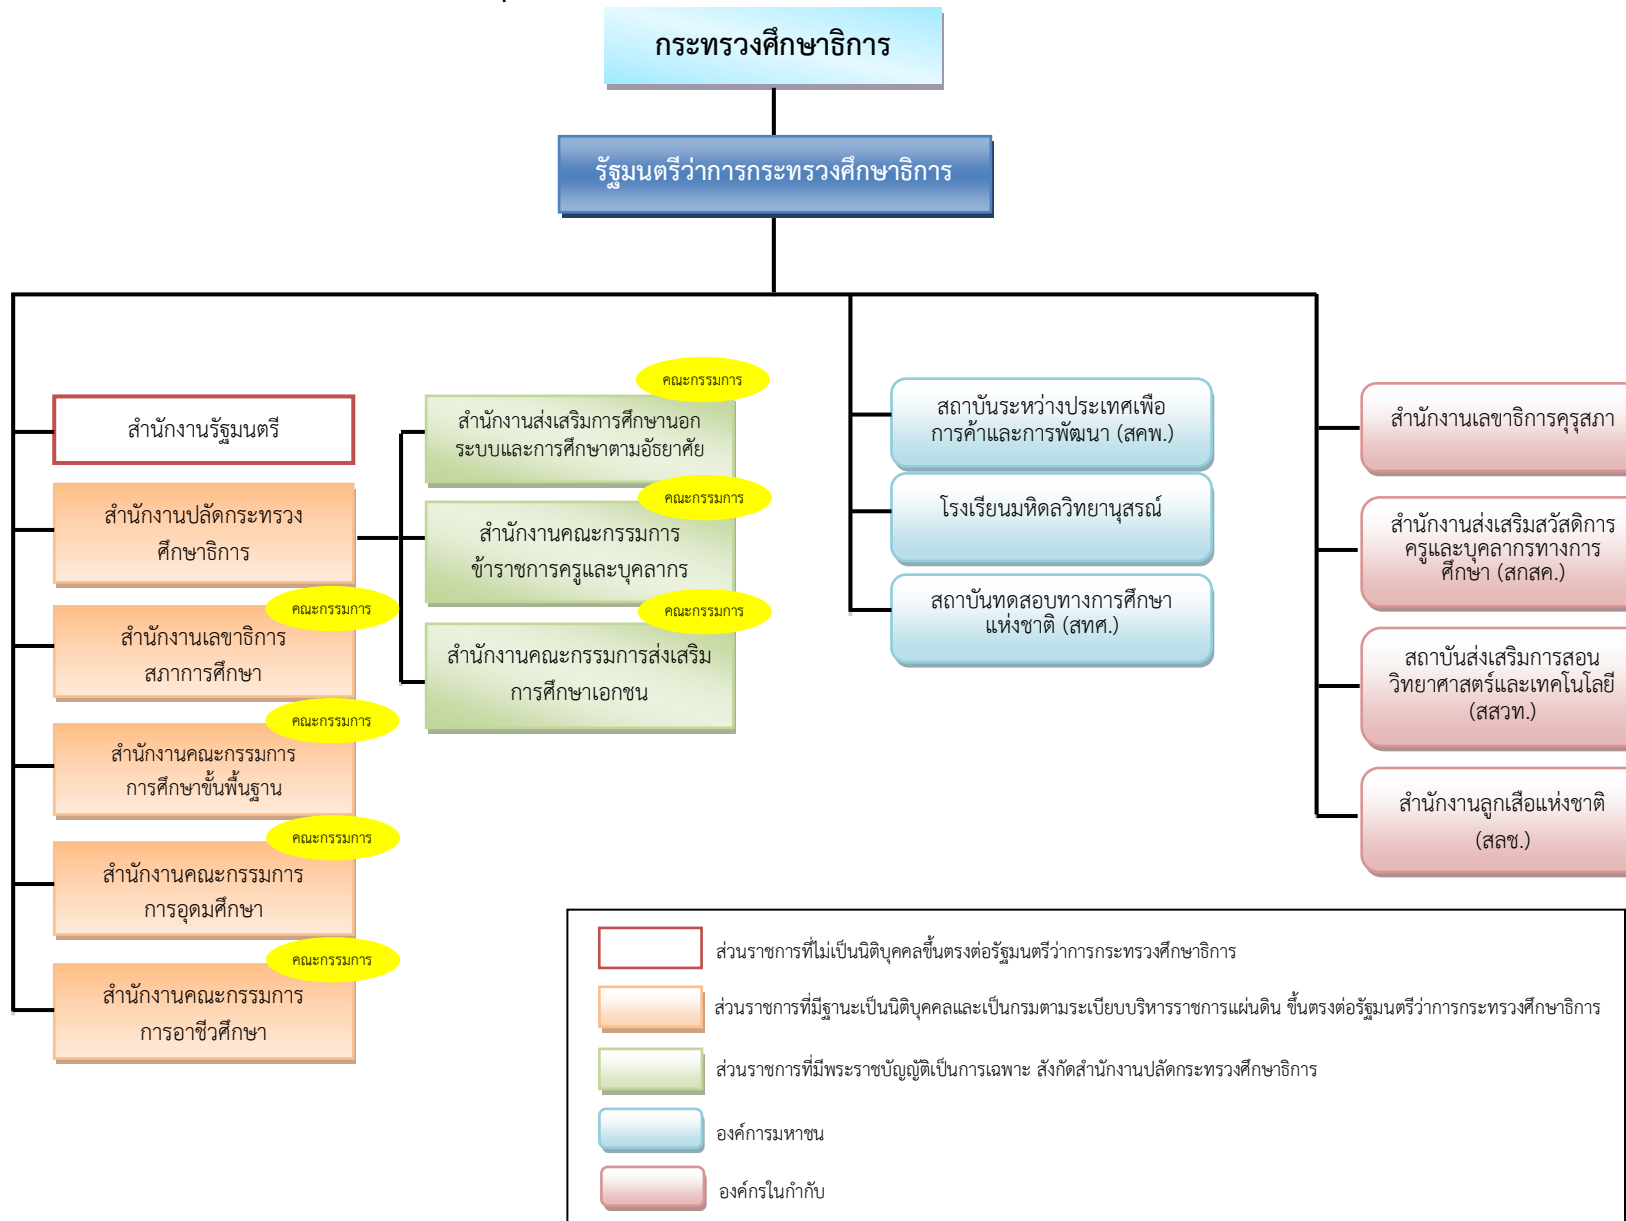 กระทรวงศึกษาธิการ
รัฐมนตรีว่าการกระทรวงศึกษาธิการ
สำนักงานรัฐมนตรี
สำนักงานปลัดกระทรวง
ศึกษาธิการ
คณะกรรมการ
สำนักงานเลขาธิการ
สภาการศึกษา
คณะกรรมการ
สำนักงานคณะกรรมการ
การศึกษาขั้นพื้นฐาน
คณะกรรมการ
สำนักงานคณะกรรมการ
การอุดมศึกษา
คณะกรรมการ
สำนักงานคณะกรรมการ
การอาชีวศึกษา
คณะกรรมการ
สำนักงานส่งเสริมการศึกษานอก
ระบบและการศึกษาตามอัธยาศัย
คณะกรรมการ
สำนักงานคณะกรรมการ
ข้าราชการครูและบุคลากร
คณะกรรมการ
สำนักงานคณะกรรมการส่งเสริม
การศึกษาเอกชน
สถาบันระหว่างประเทศเพื่อ
การค้าและการพัฒนา (สคพ.)
โรงเรียนมหิดลวิทยานุสรณ์
สถาบันทดสอบทางการศึกษา
แห่งชาติ (สทศ.)
สำนักงานเลขาธิการคุรุสภา
สำนักงานส่งเสริมสวัสดิการ
ครูและบุคลากรทางการ
ศึกษา (สกสค.)
สถาบันส่งเสริมการสอน
วิทยาศาสตร์และเทคโนโลยี
(สสวท.)
สำนักงานลูกเสือแห่งชาติ
(สลช.)
ส่วนราชการที่ไม่เป็นนิติบุคคลขึ้นตรงต่อรัฐมนตรีว่าการกระทรวงศึกษาธิการ
ส่วนราชการที่มีฐานะเป็นนิติบุคคลและเป็นกรมตามระเบียบบริหารราชการแผ่นดิน ขึ้นตรงต่อรัฐมนตรีว่าการกระทรวงศึกษาธิการ
ส่วนราชการที่มีพระราชบัญญัติเป็นการเฉพาะ สังกัดสำนักงานปลัดกระทรวงศึกษาธิการ
องค์การมหาชน
องค์กรในกำกับ